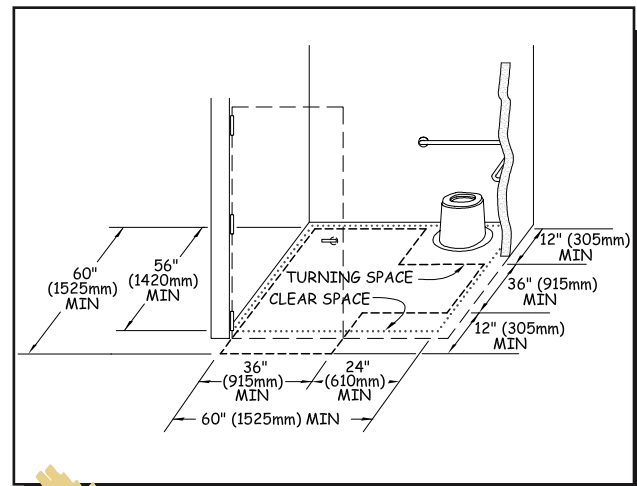 12" (305mm)
MIN
60"
(1525mm)
MIN
56"
(1420mm)
MIN
TURNING SPACE
36" (915mm)
MIN
CLEAR SPACE
12" (305mm)
MIN
36"
(915mm)
MIN
24"
(610mm)
MIN
60" (1525mm) MIN